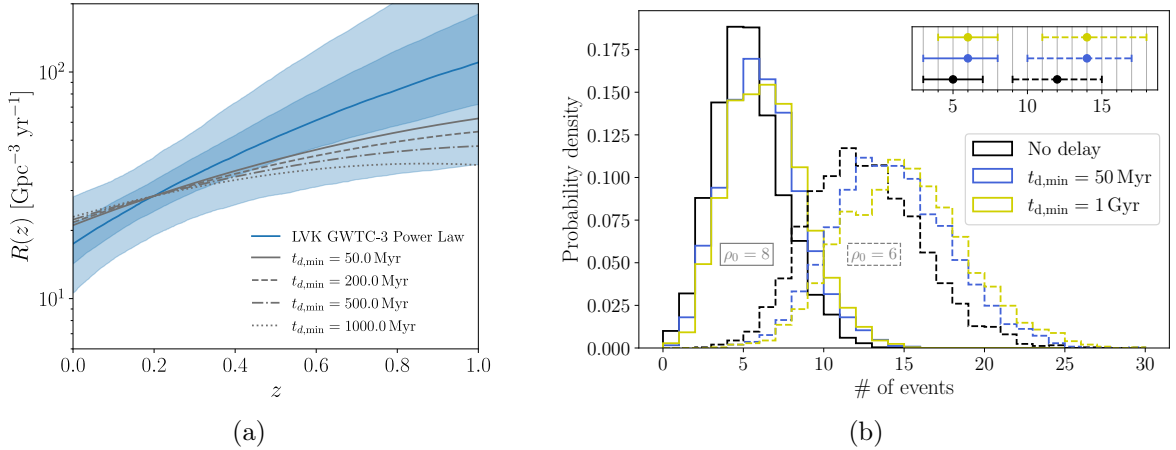 R(z) [Gpc⁻³ yr⁻¹]
10²
10¹
0.0 0.2 0.4 0.6 0.8 1.0
z
LVK GWTC-3 Power Law
t_d,min = 50.0 Myr
t_d,min = 200.0 Myr
t_d,min = 500.0 Myr
t_d,min = 1000.0 Myr
(a)
Probability density
0.175
0.150
0.125
0.100
0.075
0.050
0.025
0.000
0 5 10 15 20 25 30
# of events
5 10 15
No delay
t_d,min = 50 Myr
t_d,min = 1 Gyr
ρ₀ = 8
ρ₀ = 6
(b)